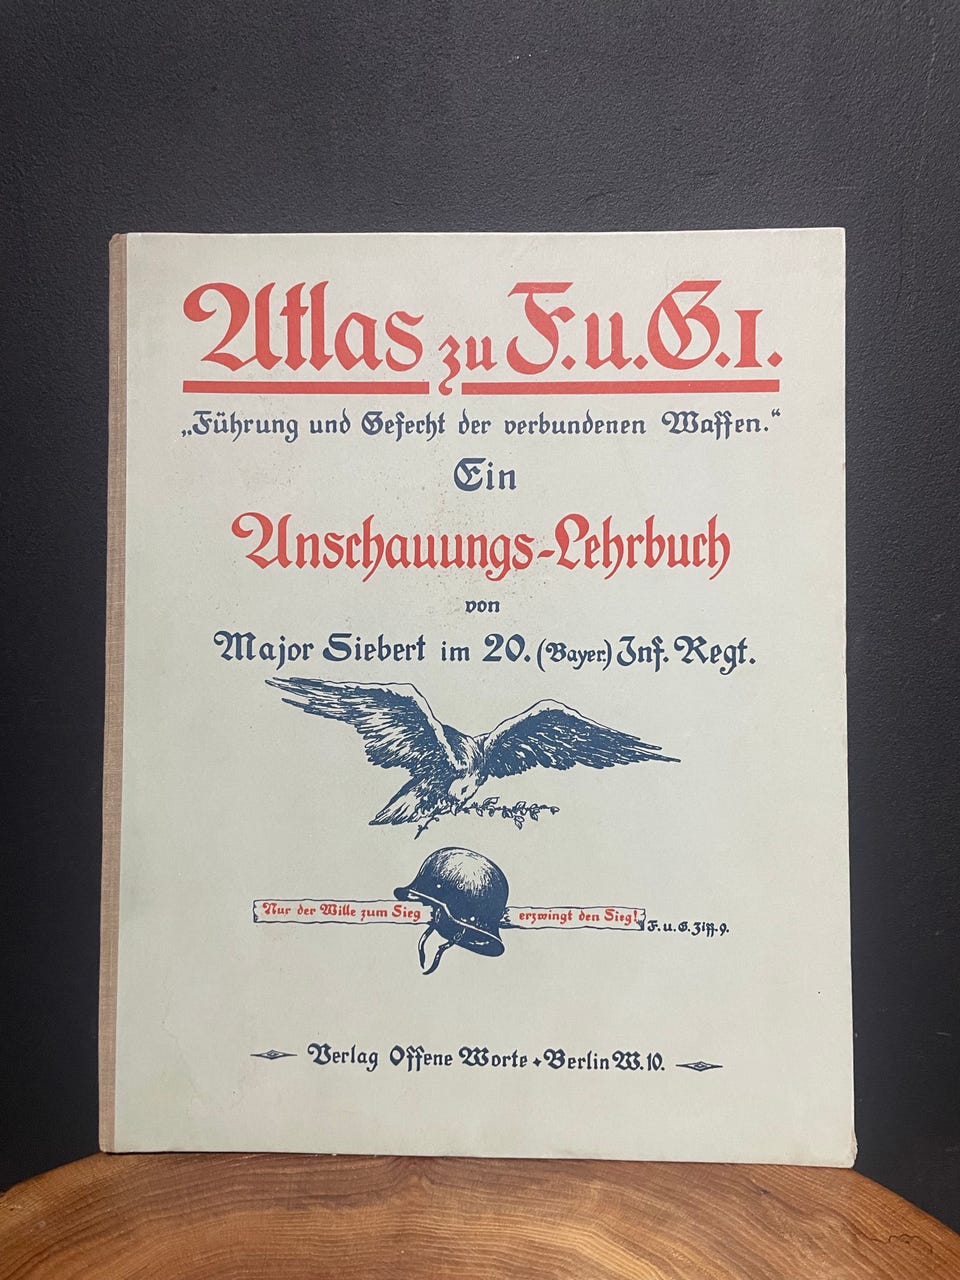 Atlas zu F.u.G.I.
„Führung und Gefecht der verbundenen Waffen.“
Ein
Anschauungs-Lehrbuch
von
Major Siebert im 20. (Bayer.) Inf. Regt.
Nur der Wille zum Sieg erzwingt den Sieg! F. u. G. Ziff. 9.
Verlag Offene Worte + Berlin W. 10.